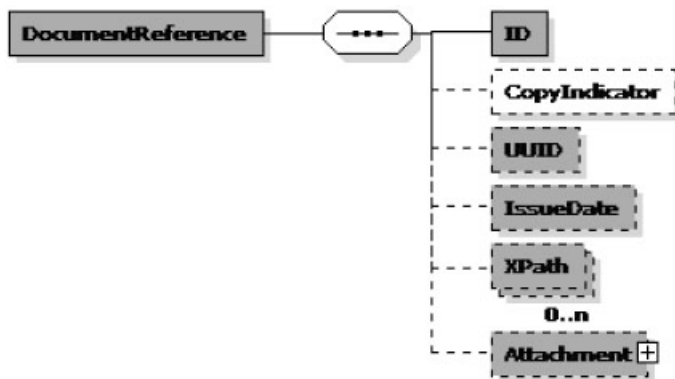 DocumentReference
ID
CopyIndicator
UUID
IssueDate
XPath
0..n
Attachment